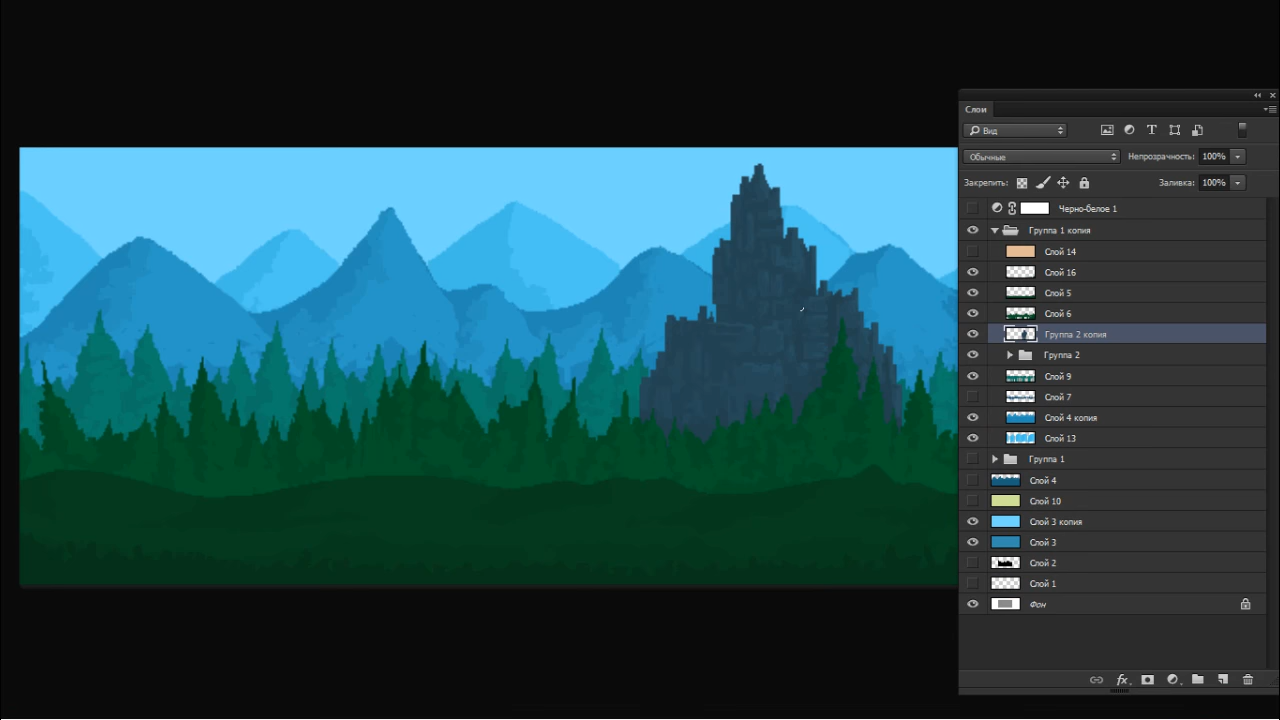 Слои
Вид
Обычные
Непрозрачность: 100%
Закрепить:
Заливка: 100%
Черно-белое 1
Группа 1 копия
Слой 14
Слой 16
Слой 5
Слой 6
Группа 2 копия
Группа 2
Слой 9
Слой 7
Слой 4 копия
Слой 13
Группа 1
Слой 4
Слой 10
Слой 3 копия
Слой 3
Слой 2
Слой 1
Фон
fx